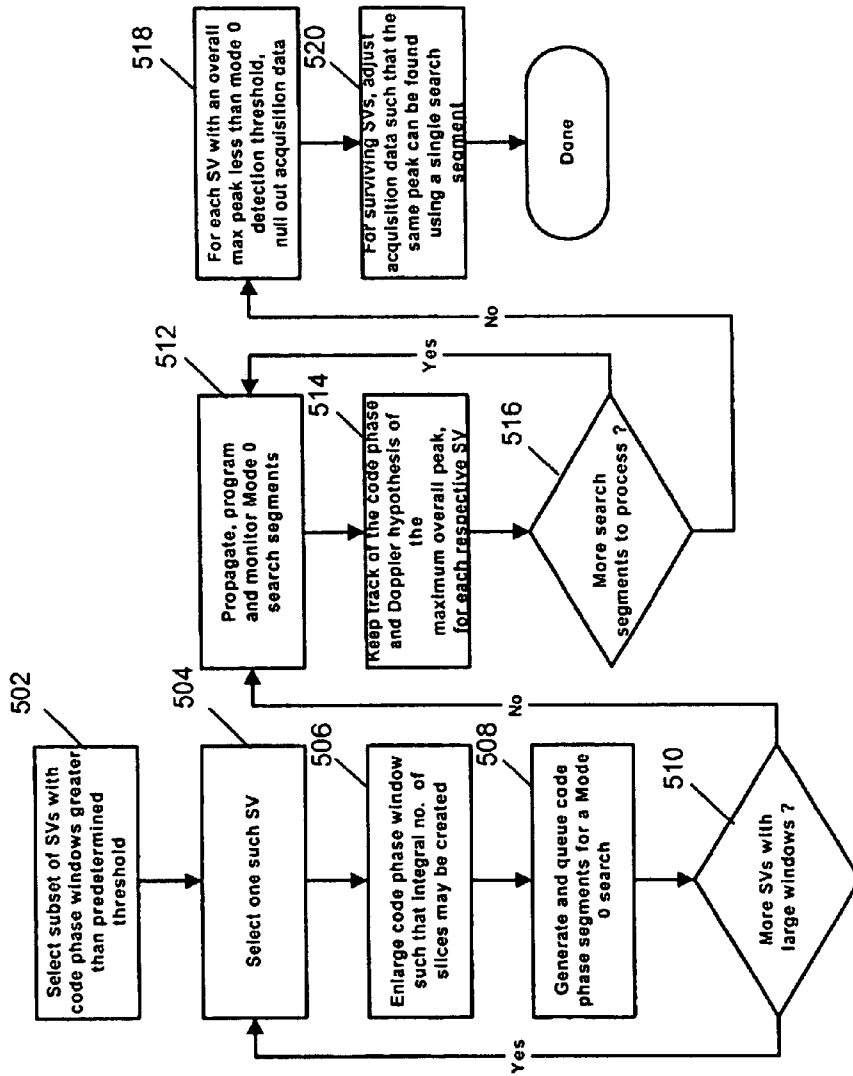 502
Select subset of SVs with
code phase windows greater
than predetermined
threshold
504
Select one such SV
506
Enlarge code phase window
such that integral no. of
slices may be created
508
Generate and queue code
phase segments for a Mode
0 search
510
More SVs with
large windows ?
Yes
No
512
Propagate, program
and monitor Mode 0
search segments
514
Keep track of the code phase
and Doppler hypothesis of
the
maximum overall peak,
for each respective SV
516
More search
segments to process ?
Yes
No
518
For each SV with an overall
max peak less than mode 0
detection threshold,
null out acquisition data
520
For surviving SVs, adjust
acquisition data such that the
same peak can be found
using a single search
segment
Done